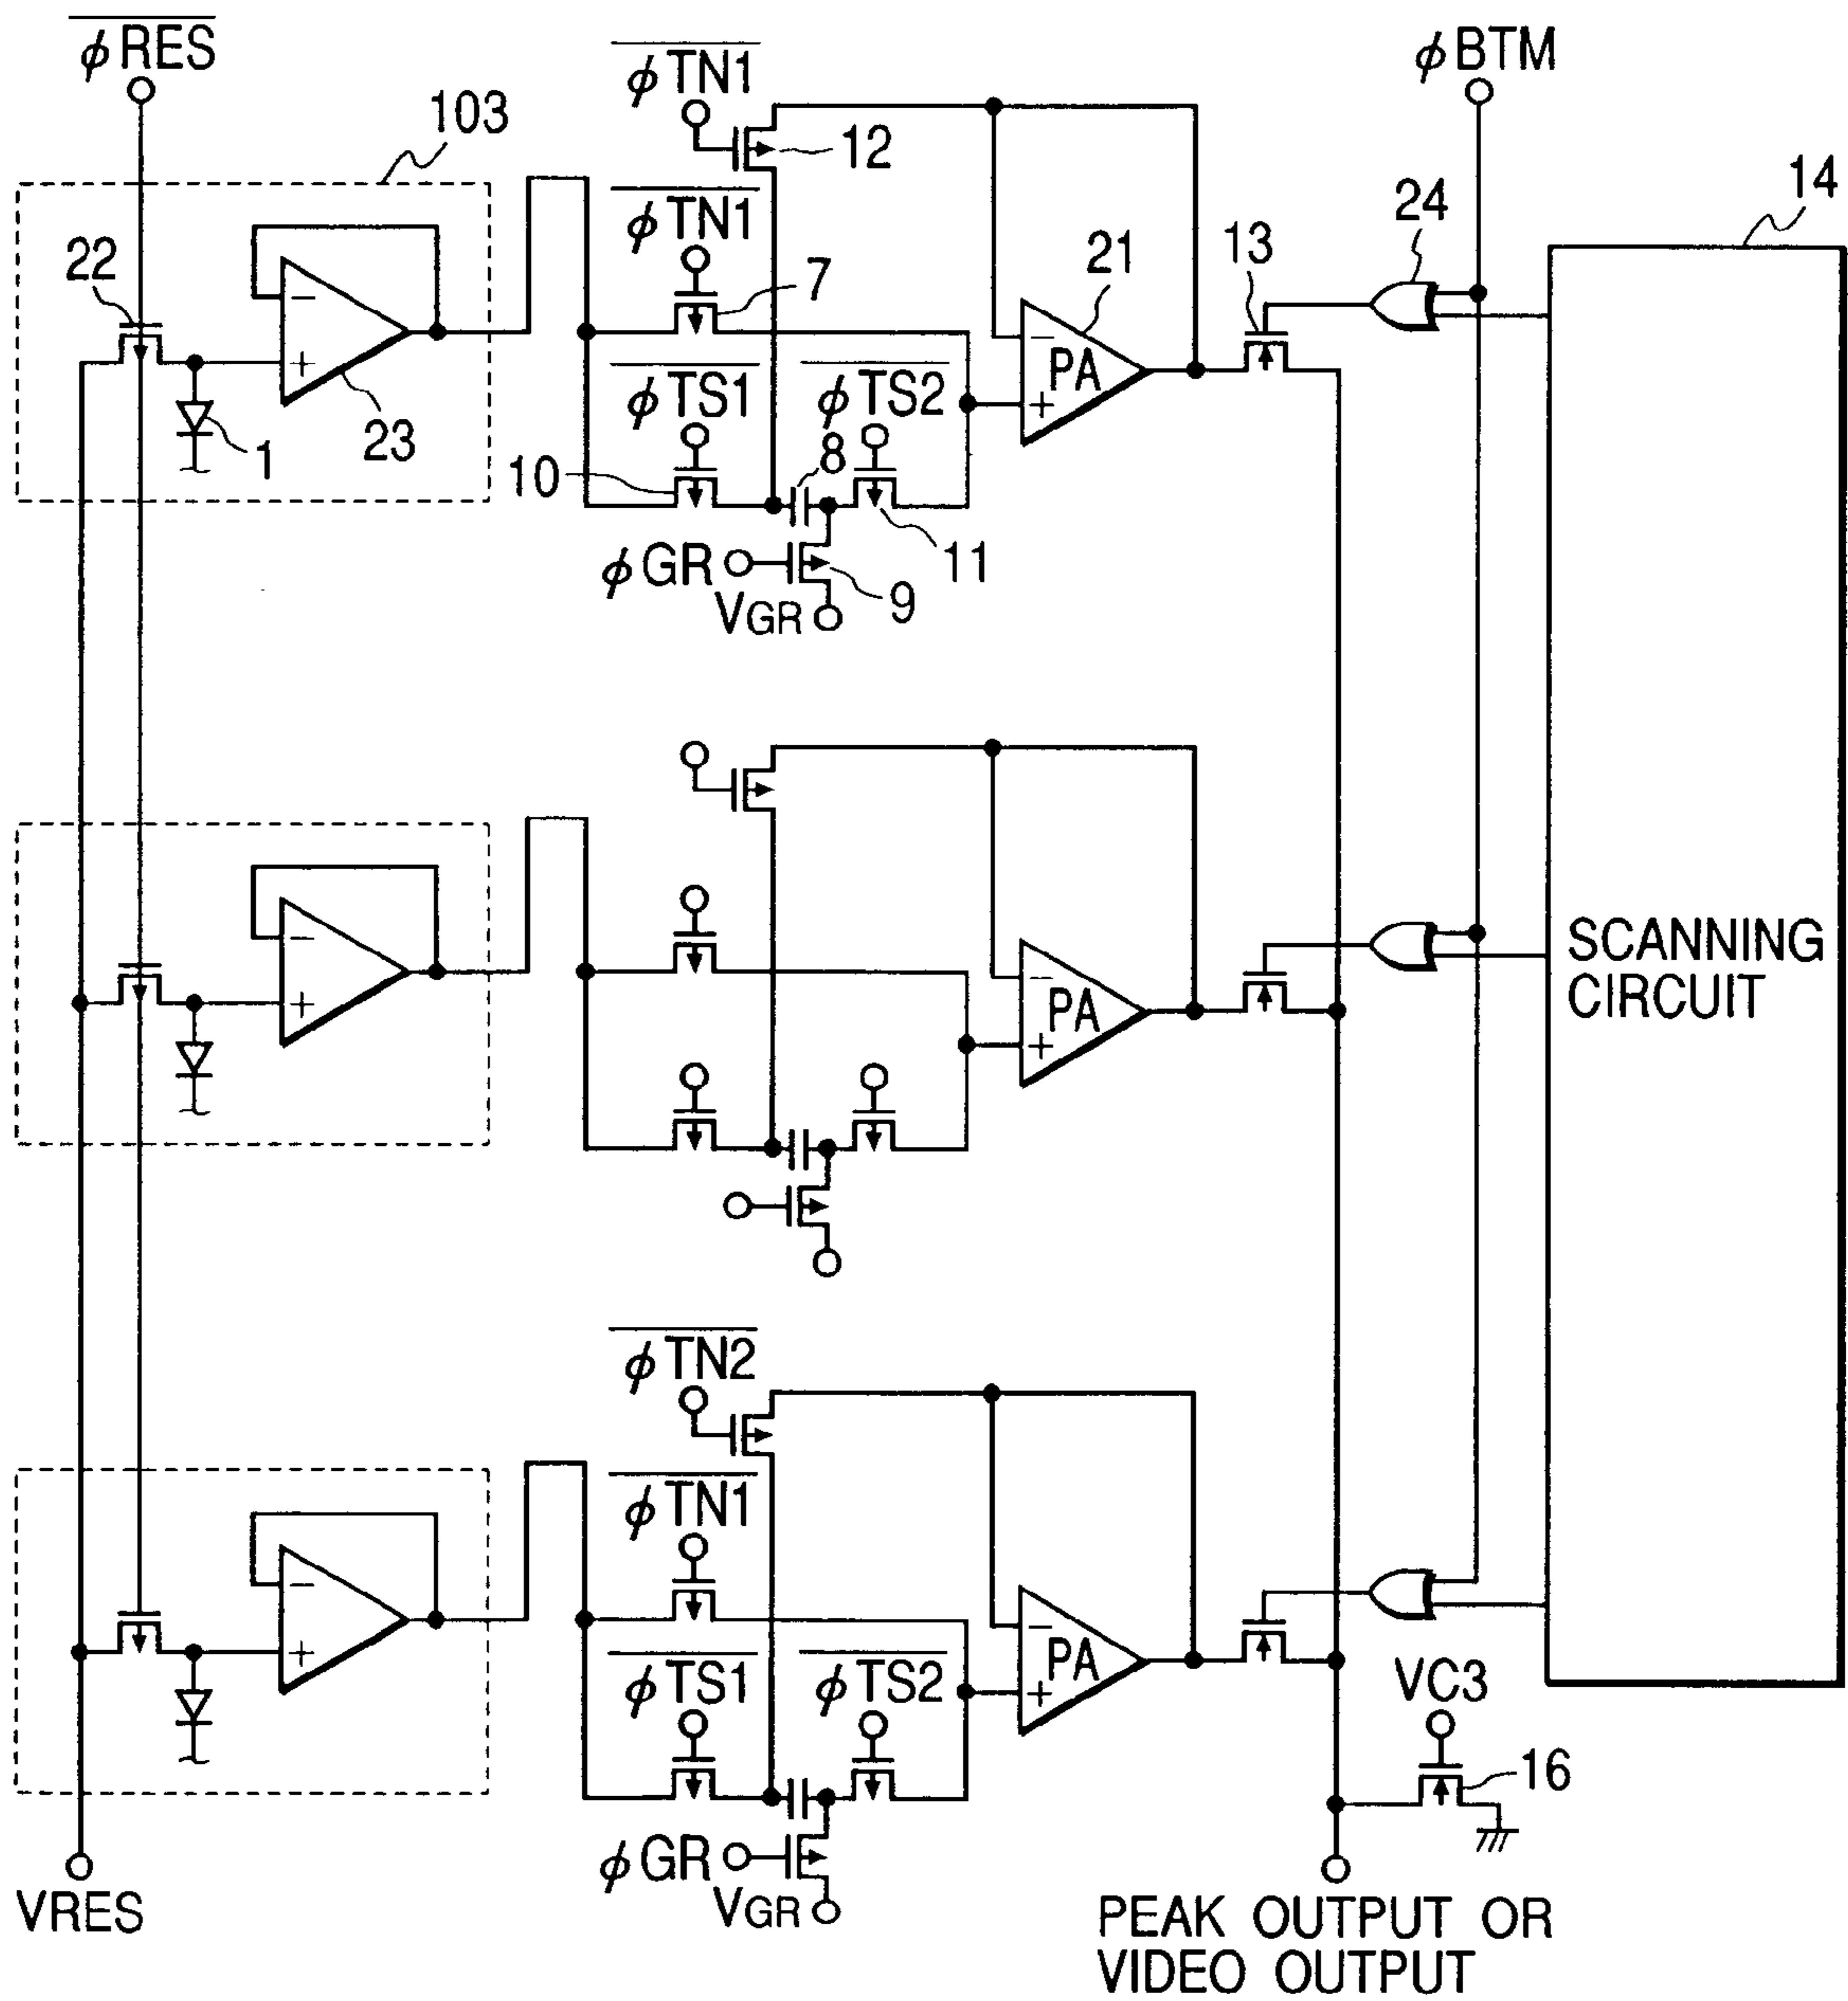 φRES
φTN1
φBTM
103
12
14
φTN1
24
22
7
21
13
−
−
PA
+
φTS1
φTS2
+
23
1
8
10
11
φGR
9
VGR
−
−
PA
+
+
SCANNING
CIRCUIT
φTN2
φTN1
−
−
PA
+
φTS1
φTS2
+
VC3
16
φGR
VRES
VGR
PEAK OUTPUT OR
VIDEO OUTPUT